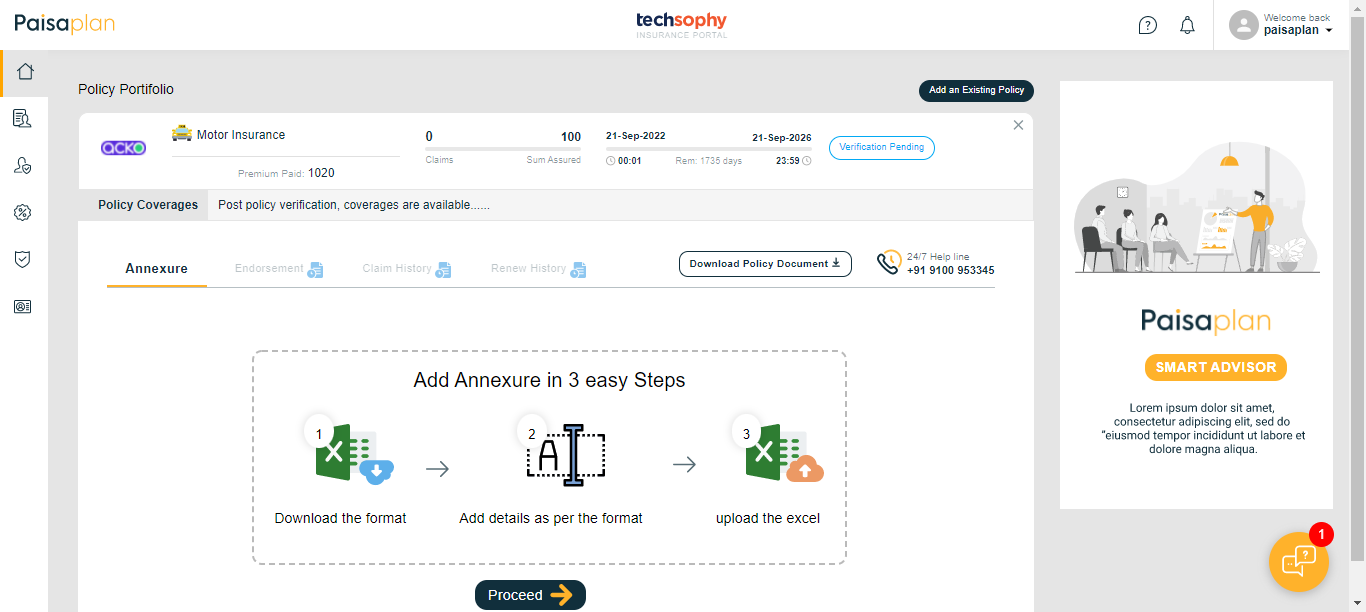 Paisaplan
techsophy
INSURANCE PORTAL
?
Welcome back
paisaplan
Policy Portifolio
Add an Existing Policy
acko
Motor Insurance
Premium Paid: 1020
0 100
Claims Sum Assured
21-Sep-2022 21-Sep-2026
00:01 Rem: 1735 days 23:59
Verification Pending
Policy Coverages Post policy verification, coverages are available......
Annexure Endorsement Claim History Renew History
Download Policy Document
24/7 Help line
+91 9100 953345
Add Annexure in 3 easy Steps
1 2 3
X A X
Download the format Add details as per the format upload the excel
Proceed
Paisaplan
SMART ADVISOR
Lorem ipsum dolor sit amet,
consectetur adipiscing elit, sed do
“eiusmod tempor incididunt ut labore et
dolore magna aliqua.
1
?